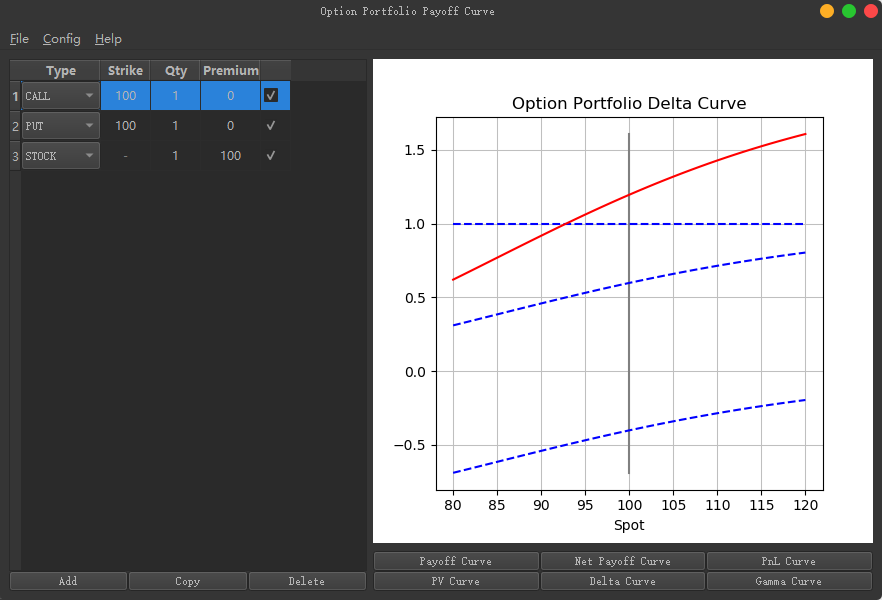 Option Portfolio Payoff Curve
File Config Help
Type Strike Qty Premium
1 CALL 100 1 0 ✓
2 PUT 100 1 0 ✓
3 STOCK - 1 100 ✓
Add Copy Delete
Option Portfolio Delta Curve
1.5
1.0
0.5
0.0
−0.5
80 85 90 95 100 105 110 115 120
Spot
Payoff Curve Net Payoff Curve PnL Curve
PV Curve Delta Curve Gamma Curve